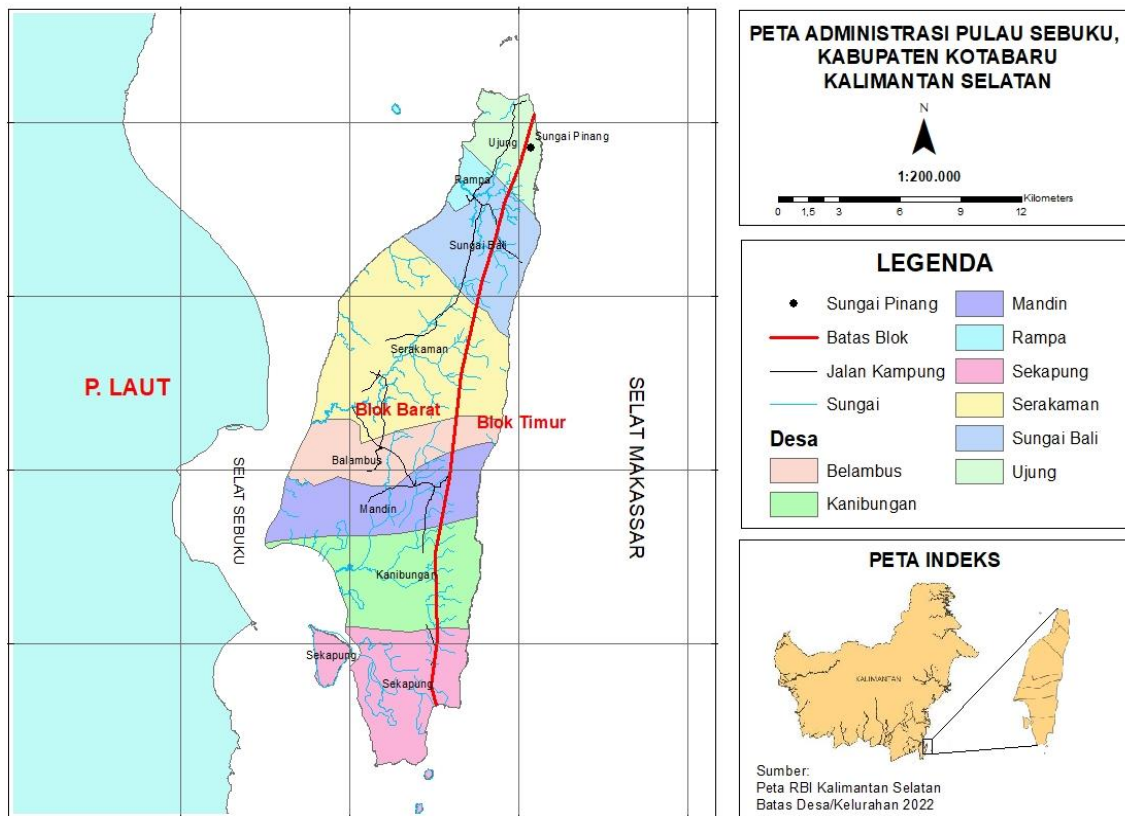 Ujung
Sungai Pinang
Rampa
Sungai Bali
Serakaman
P. LAUT
Blok Barat
Blok Timur
Balambus
SELAT SEBUKU
SELAT MAKASSAR
Mandin
Kanibungan
Sekapung
Sekapung
PETA ADMINISTRASI PULAU SEBUKU,
KABUPATEN KOTABARU
KALIMANTAN SELATAN
N
1:200.000
Kilometers
0 1,5 3 6 9 12
LEGENDA
Sungai Pinang
Batas Blok
Jalan Kampung
Sungai
Desa
Belambus
Kanibungan
Mandin
Rampa
Sekapung
Serakaman
Sungai Bali
Ujung
PETA INDEKS
KALIMANTAN
Sumber:
Peta RBI Kalimantan Selatan
Batas Desa/Kelurahan 2022